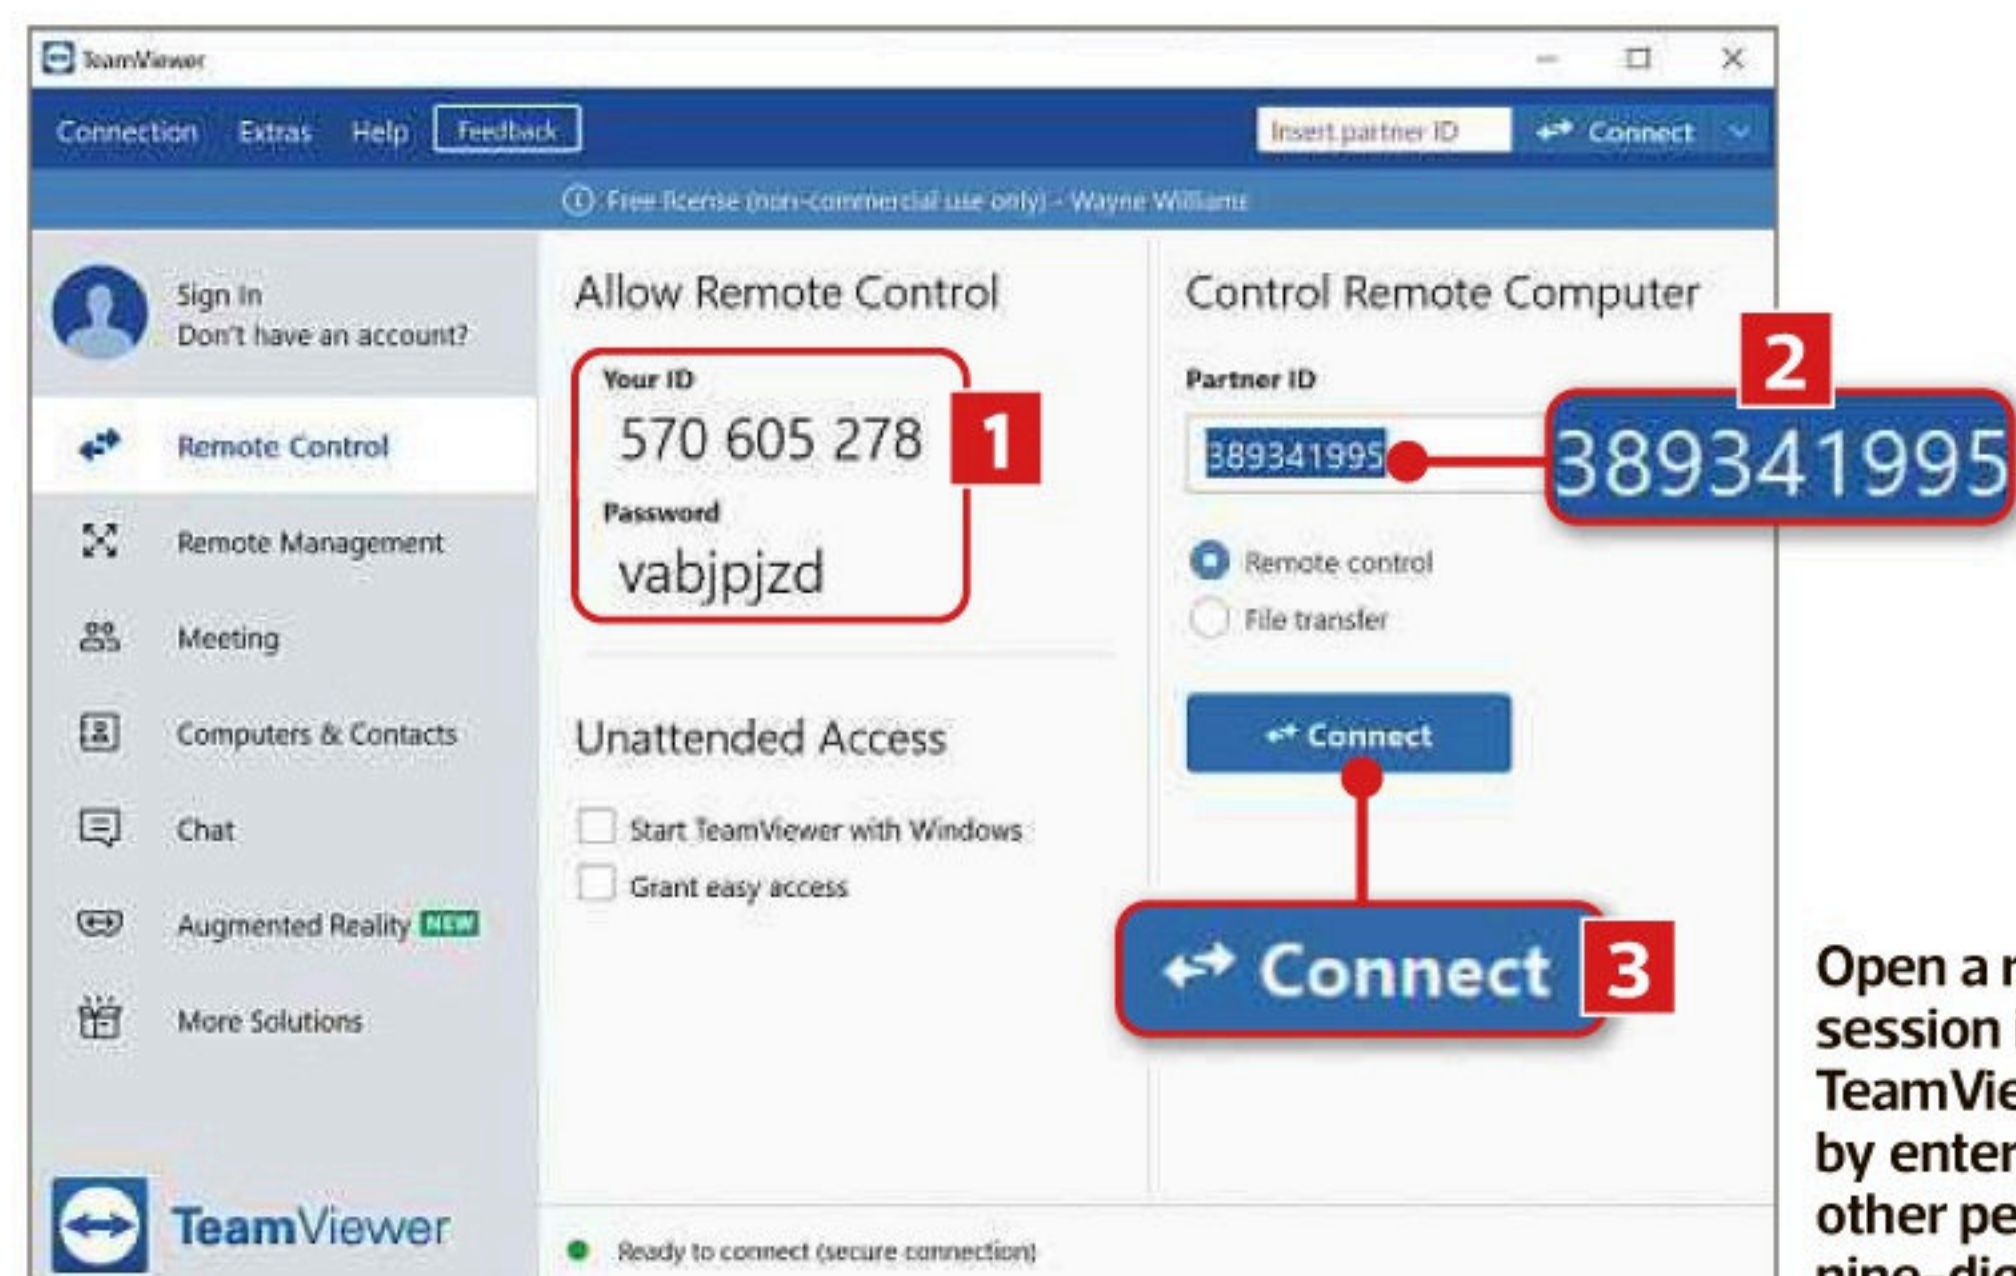 TeamViewer
Connection Extras Help Feedback
Insert partner ID Connect
Free license (non-commercial use only) - Wayne Williams
Sign In
Don't have an account?
Remote Control
Remote Management
Meeting
Computers & Contacts
Chat
Augmented Reality NEW
More Solutions
TeamViewer
Allow Remote Control
Your ID
570 605 278
1
Password
vabjpjzd
Unattended Access
Start TeamViewer with Windows
Grant easy access
Ready to connect (secure connection)
Control Remote Computer
Partner ID
2
389341995
389341995
Remote control
File transfer
Connect
Connect 3
Open a
session
TeamVie
by enter
other pe
nine-dig